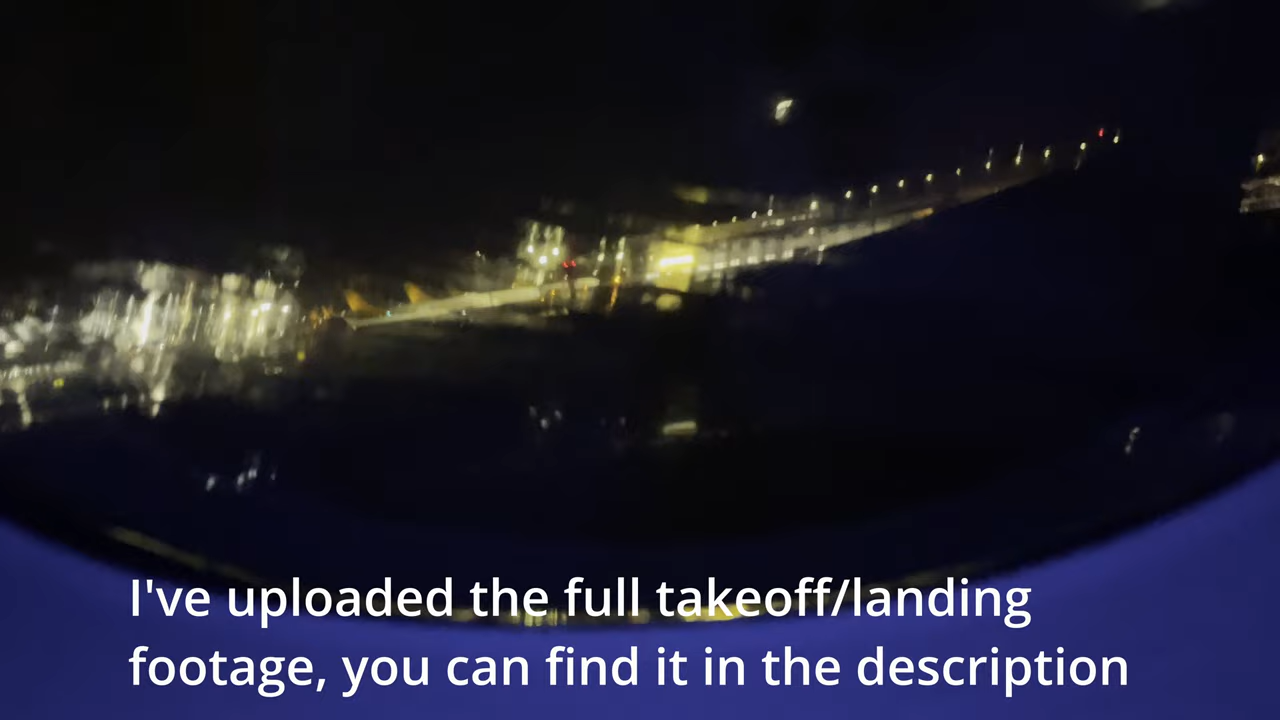 I've uploaded the full takeoff/landing
footage, you can find it in the description